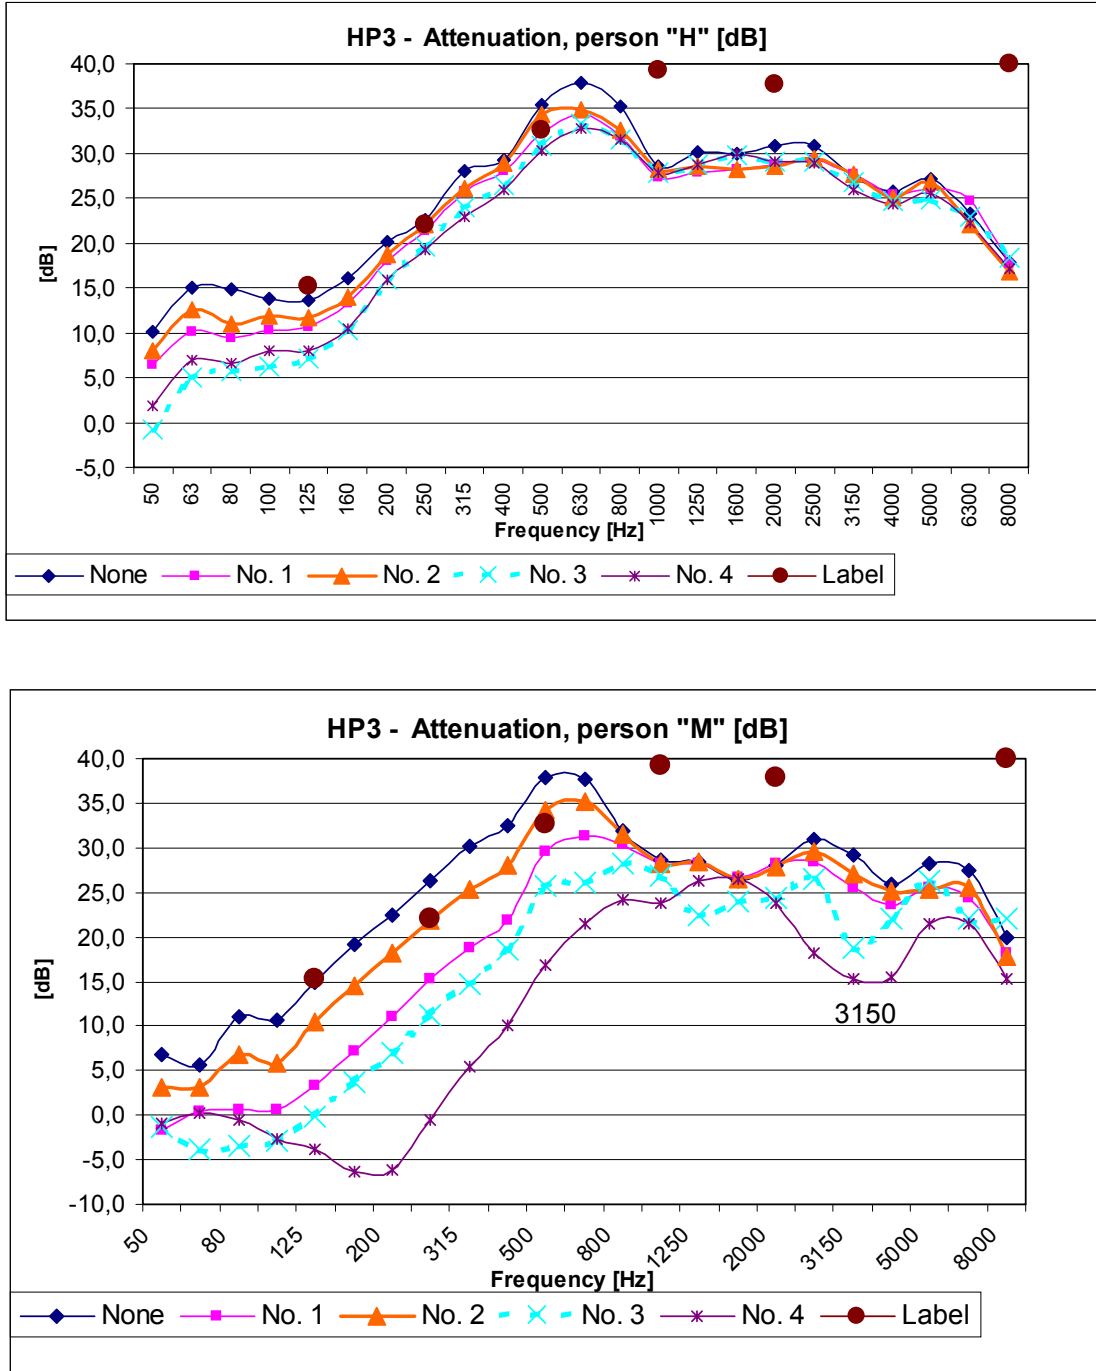 HP3 - Attenuation, person "H" [dB]
40,0
35,0
30,0
25,0
20,0
15,0
10,0
5,0
0,0
-5,0
[dB]
50 63 80 100 125 160 200 250 315 400 500 6300 8000 1000 1250 1600 2000 2500 3150 4000 5000 6300 8000
Frequency [Hz]
None No. 1 No. 2 No. 3 No. 4 Label
HP3 - Attenuation, person "M" [dB]
40,0
35,0
30,0
25,0
20,0
15,0
10,0
5,0
0,0
-5,0
-10,0
[dB]
3150
50 80 125 200 315 500 800 1250 2000 3150 5000 8000
Frequency [Hz]
None No. 1 No. 2 No. 3 No. 4 Label